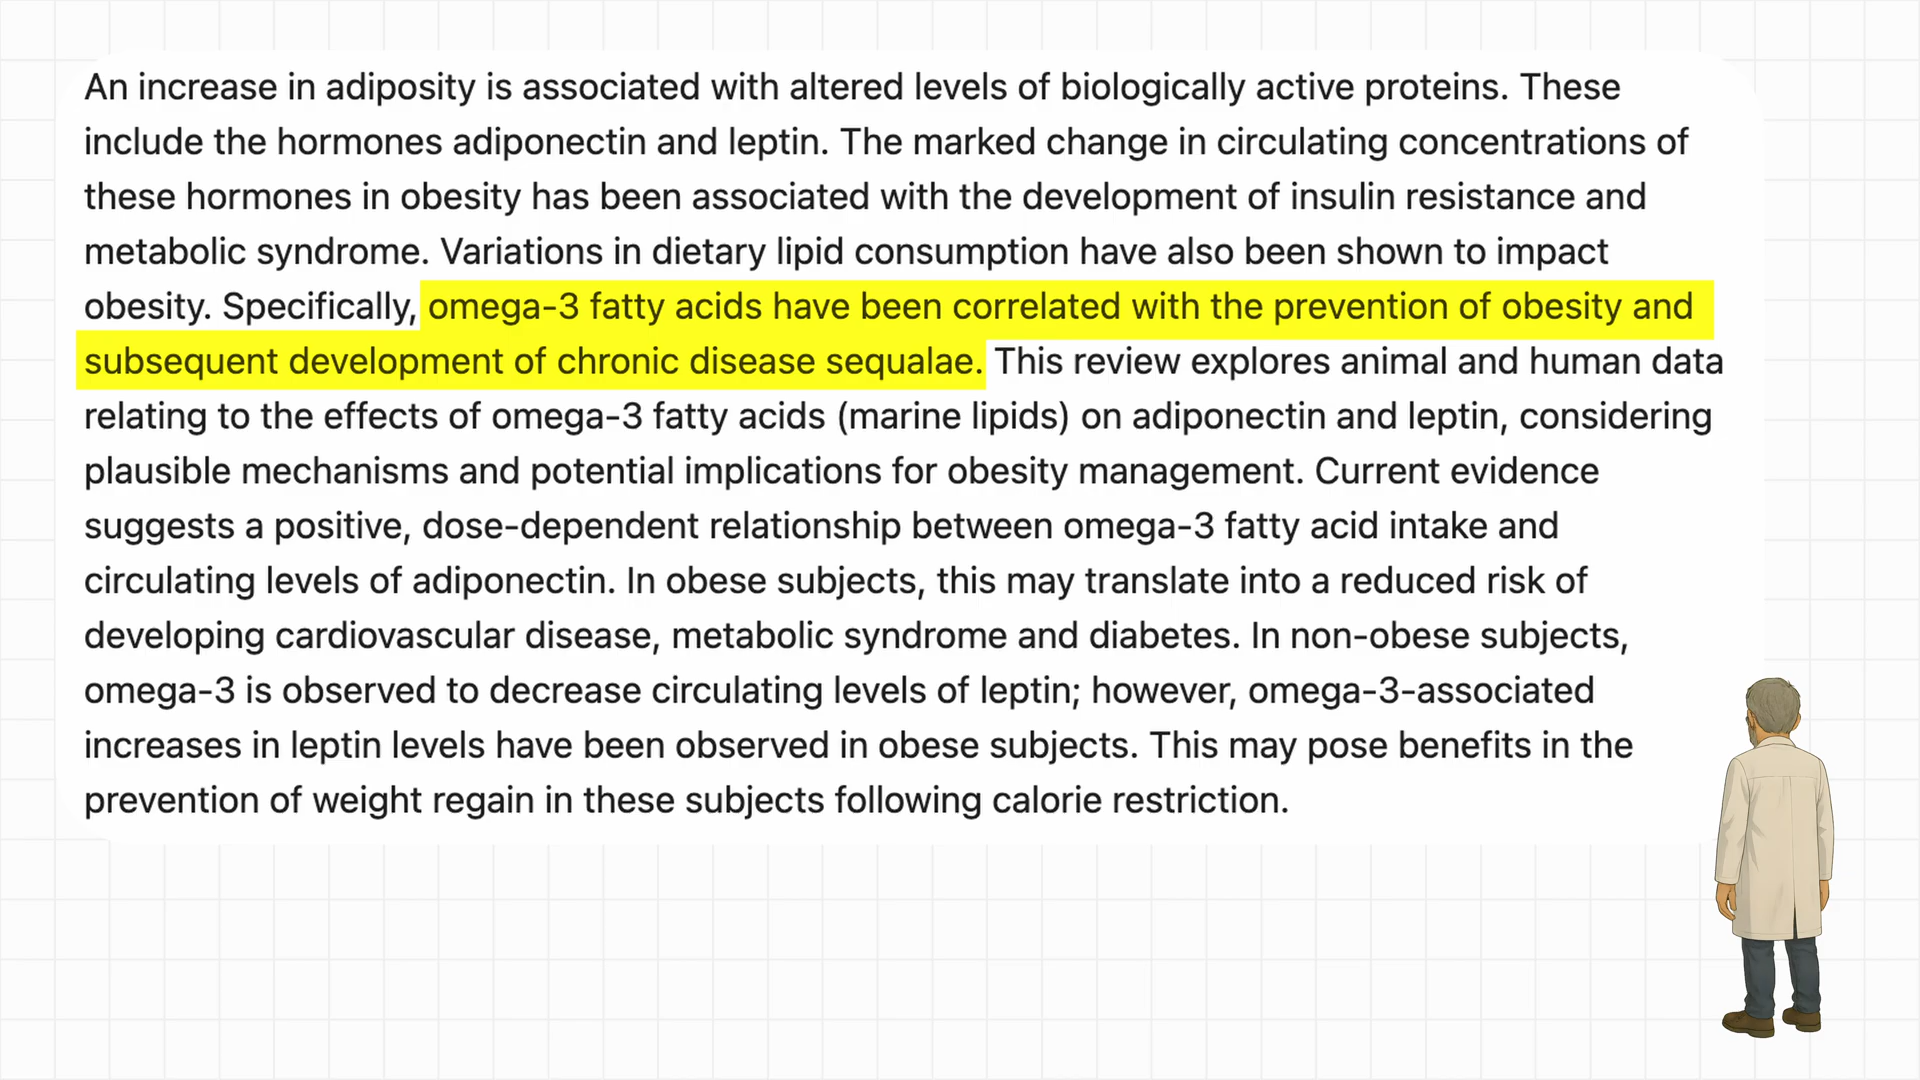 An increase in adiposity is associated with altered levels of biologically active proteins. These
include the hormones adiponectin and leptin. The marked change in circulating concentrations of
these hormones in obesity has been associated with the development of insulin resistance and
metabolic syndrome. Variations in dietary lipid consumption have also been shown to impact
obesity. Specifically, omega-3 fatty acids have been correlated with the prevention of obesity and
subsequent development of chronic disease sequalae. This review explores animal and human data
relating to the effects of omega-3 fatty acids (marine lipids) on adiponectin and leptin, considering
plausible mechanisms and potential implications for obesity management. Current evidence
suggests a positive, dose-dependent relationship between omega-3 fatty acid intake and
circulating levels of adiponectin. In obese subjects, this may translate into a reduced risk of
developing cardiovascular disease, metabolic syndrome and diabetes. In non-obese subjects,
omega-3 is observed to decrease circulating levels of leptin; however, omega-3-associated
increases in leptin levels have been observed in obese subjects. This may pose benefits in the
prevention of weight regain in these subjects following calorie restriction.